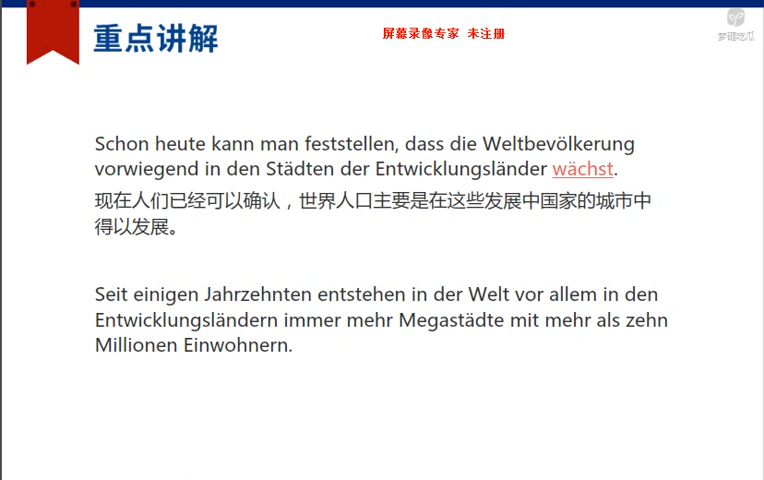 重点讲解
屏幕录像专家 未注册
梦砸吃瓜
Schon heute kann man feststellen, dass die Weltbevölkerung
vorwiegend in den Städten der Entwicklungsländer wächst.
现在人们已经可以确认，世界人口主要是在这些发展中国家的城市中
得以发展。
Seit einigen Jahrzehnten entstehen in der Welt vor allem in den
Entwicklungsländern immer mehr Megastädte mit mehr als zehn
Millionen Einwohnern.